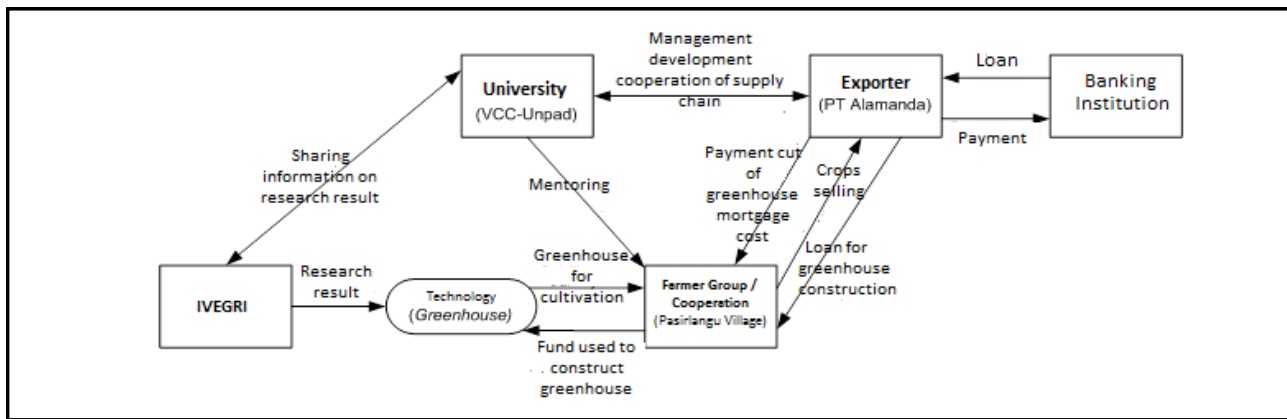 Management
development
cooperation of supply
chain
University
(VCC-Unpad)
Exporter
(PT Alamanda)
Loan
Banking
Institution
Payment
Sharing
information on
research result
Mentoring
Payment cut
of
greenhouse
mortgage
cost
Crops
selling
Loan for
greenhouse
construction
IVEGRI
Research
result
Technology
(Greenhouse)
Greenhouse
for
cultivation
Farmer Group /
Cooperation
(Pasirlangu Village)
Fund used to
construct
greenhouse